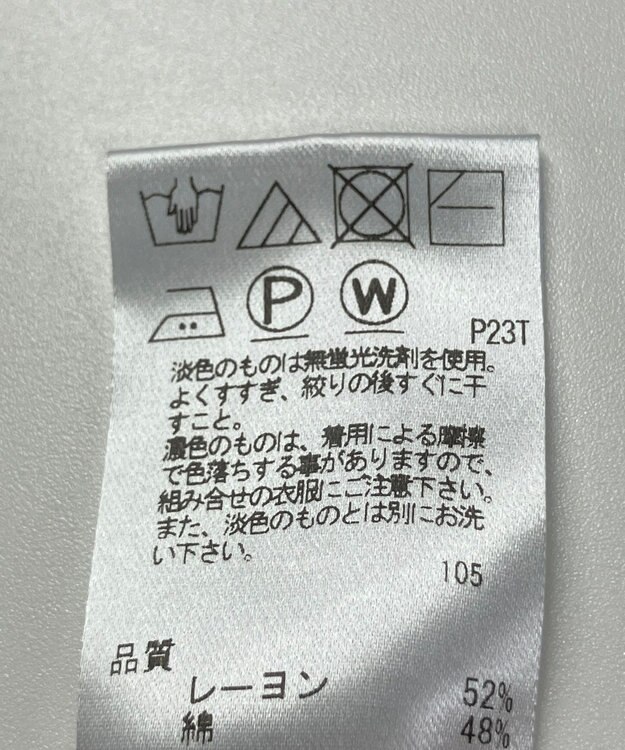 P
W
P23T
淡色のものは無蛍光洗剤を使用。
よくすすぎ、絞りの後すぐに干
すこと。
濃色のものは、着用による摩擦
で色落ちする事がありますので、
組み合せの衣服にご注意下さい。
また、淡色のものとは別にお洗
い下さい。
105
品質
レーヨン 52%
綿 48%